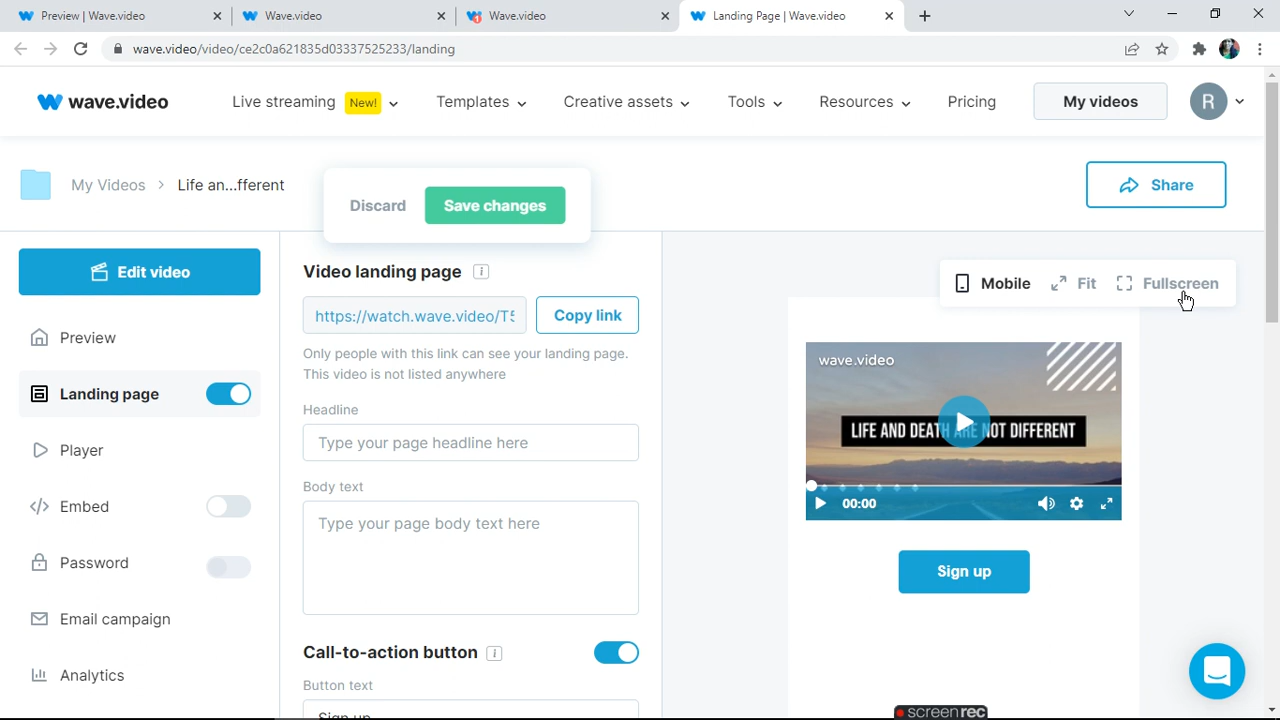 Preview | Wave.video
Wave.video
Wave.video
Landing Page | Wave.video
wave.video/video/ce2c0a621835d03337525233/landing
wave.video
Live streaming New!
Templates
Creative assets
Tools
Resources
Pricing
My videos
R
My Videos > Life an...fferent
Discard
Save changes
Share
Edit video
Preview
Landing page
Player
Embed
Password
Email campaign
Analytics
Video landing page i
https://watch.wave.video/T5
Copy link
Only people with this link can see your landing page.
This video is not listed anywhere
Headline
Type your page headline here
Body text
Type your page body text here
Call-to-action button i
Button text
Sign up
Mobile
Fit
Fullscreen
wave.video
LIFE AND DEATH ARE NOT DIFFERENT
00:00
Sign up
screenrec